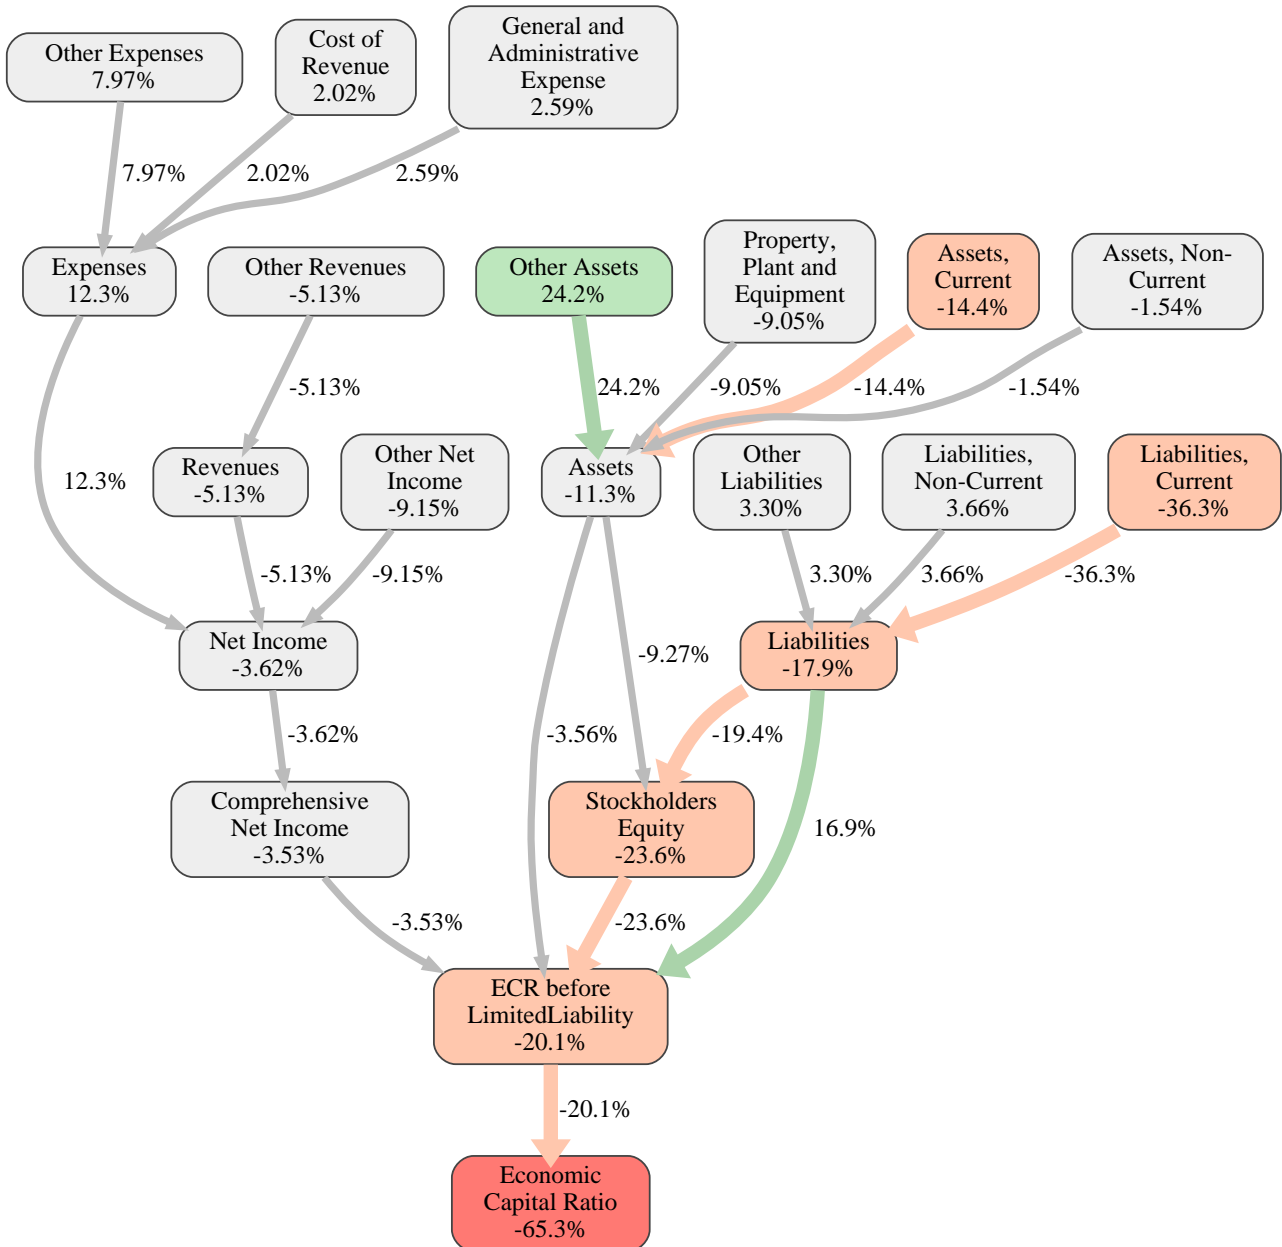 Other Expenses
7.97%
Cost of
Revenue
2.02%
General and
Administrative
Expense
2.59%
7.97%
2.02%
2.59%
Expenses
12.3%
Other Revenues
-5.13%
Other Assets
24.2%
Property,
Plant and
Equipment
-9.05%
Assets,
Current
-14.4%
Assets, Non-
Current
-1.54%
-5.13%
24.2%
-9.05%
-14.4%
-1.54%
12.3%
Revenues
-5.13%
Other Net
Income
-9.15%
Assets
-11.3%
Other
Liabilities
3.30%
Liabilities,
Non-Current
3.66%
Liabilities,
Current
-36.3%
-5.13%
-9.15%
3.30%
3.66%
-36.3%
Net Income
-3.62%
-9.27%
Liabilities
-17.9%
-3.62%
-3.56%
-19.4%
Comprehensive
Net Income
-3.53%
Stockholders
Equity
-23.6%
16.9%
-3.53%
-23.6%
ECR before
LimitedLiability
-20.1%
-20.1%
Economic
Capital Ratio
-65.3%